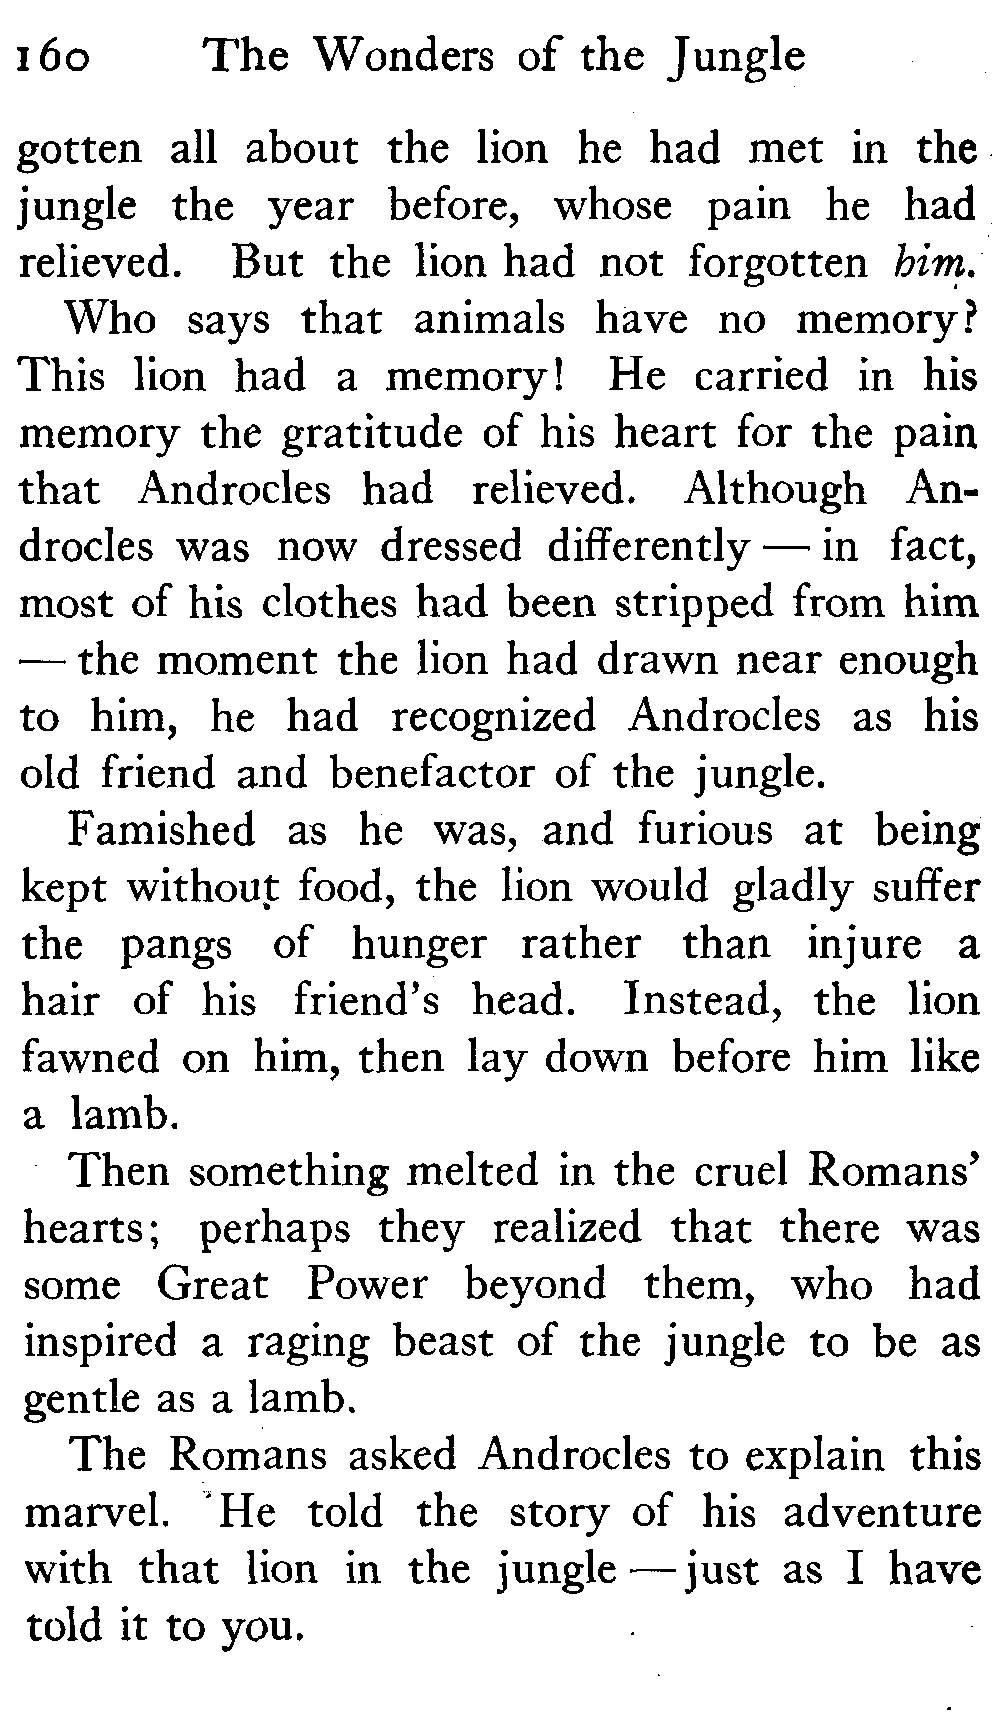 160 The Wonders of the Jungle
gotten all about the lion he had met in the
jungle the year before, whose pain he had
relieved. But the lion had not forgotten him.
Who says that animals have no memory?
This lion had a memory! He carried in his
memory the gratitude of his heart for the pain
that Androcles had relieved. Although An-
drocles was now dressed differently — in fact,
most of his clothes had been stripped from him
— the moment the lion had drawn near enough
to him, he had recognized Androcles as his
old friend and benefactor of the jungle.
Famished as he was, and furious at being
kept without food, the lion would gladly suffer
the pangs of hunger rather than injure a
hair of his friend's head. Instead, the lion
fawned on him, then lay down before him like
a lamb.
Then something melted in the cruel Romans'
hearts; perhaps they realized that there was
some Great Power beyond them, who had
inspired a raging beast of the jungle to be as
gentle as a lamb.
The Romans asked Androcles to explain this
marvel. He told the story of his adventure
with that lion in the jungle — just as I have
told it to you.